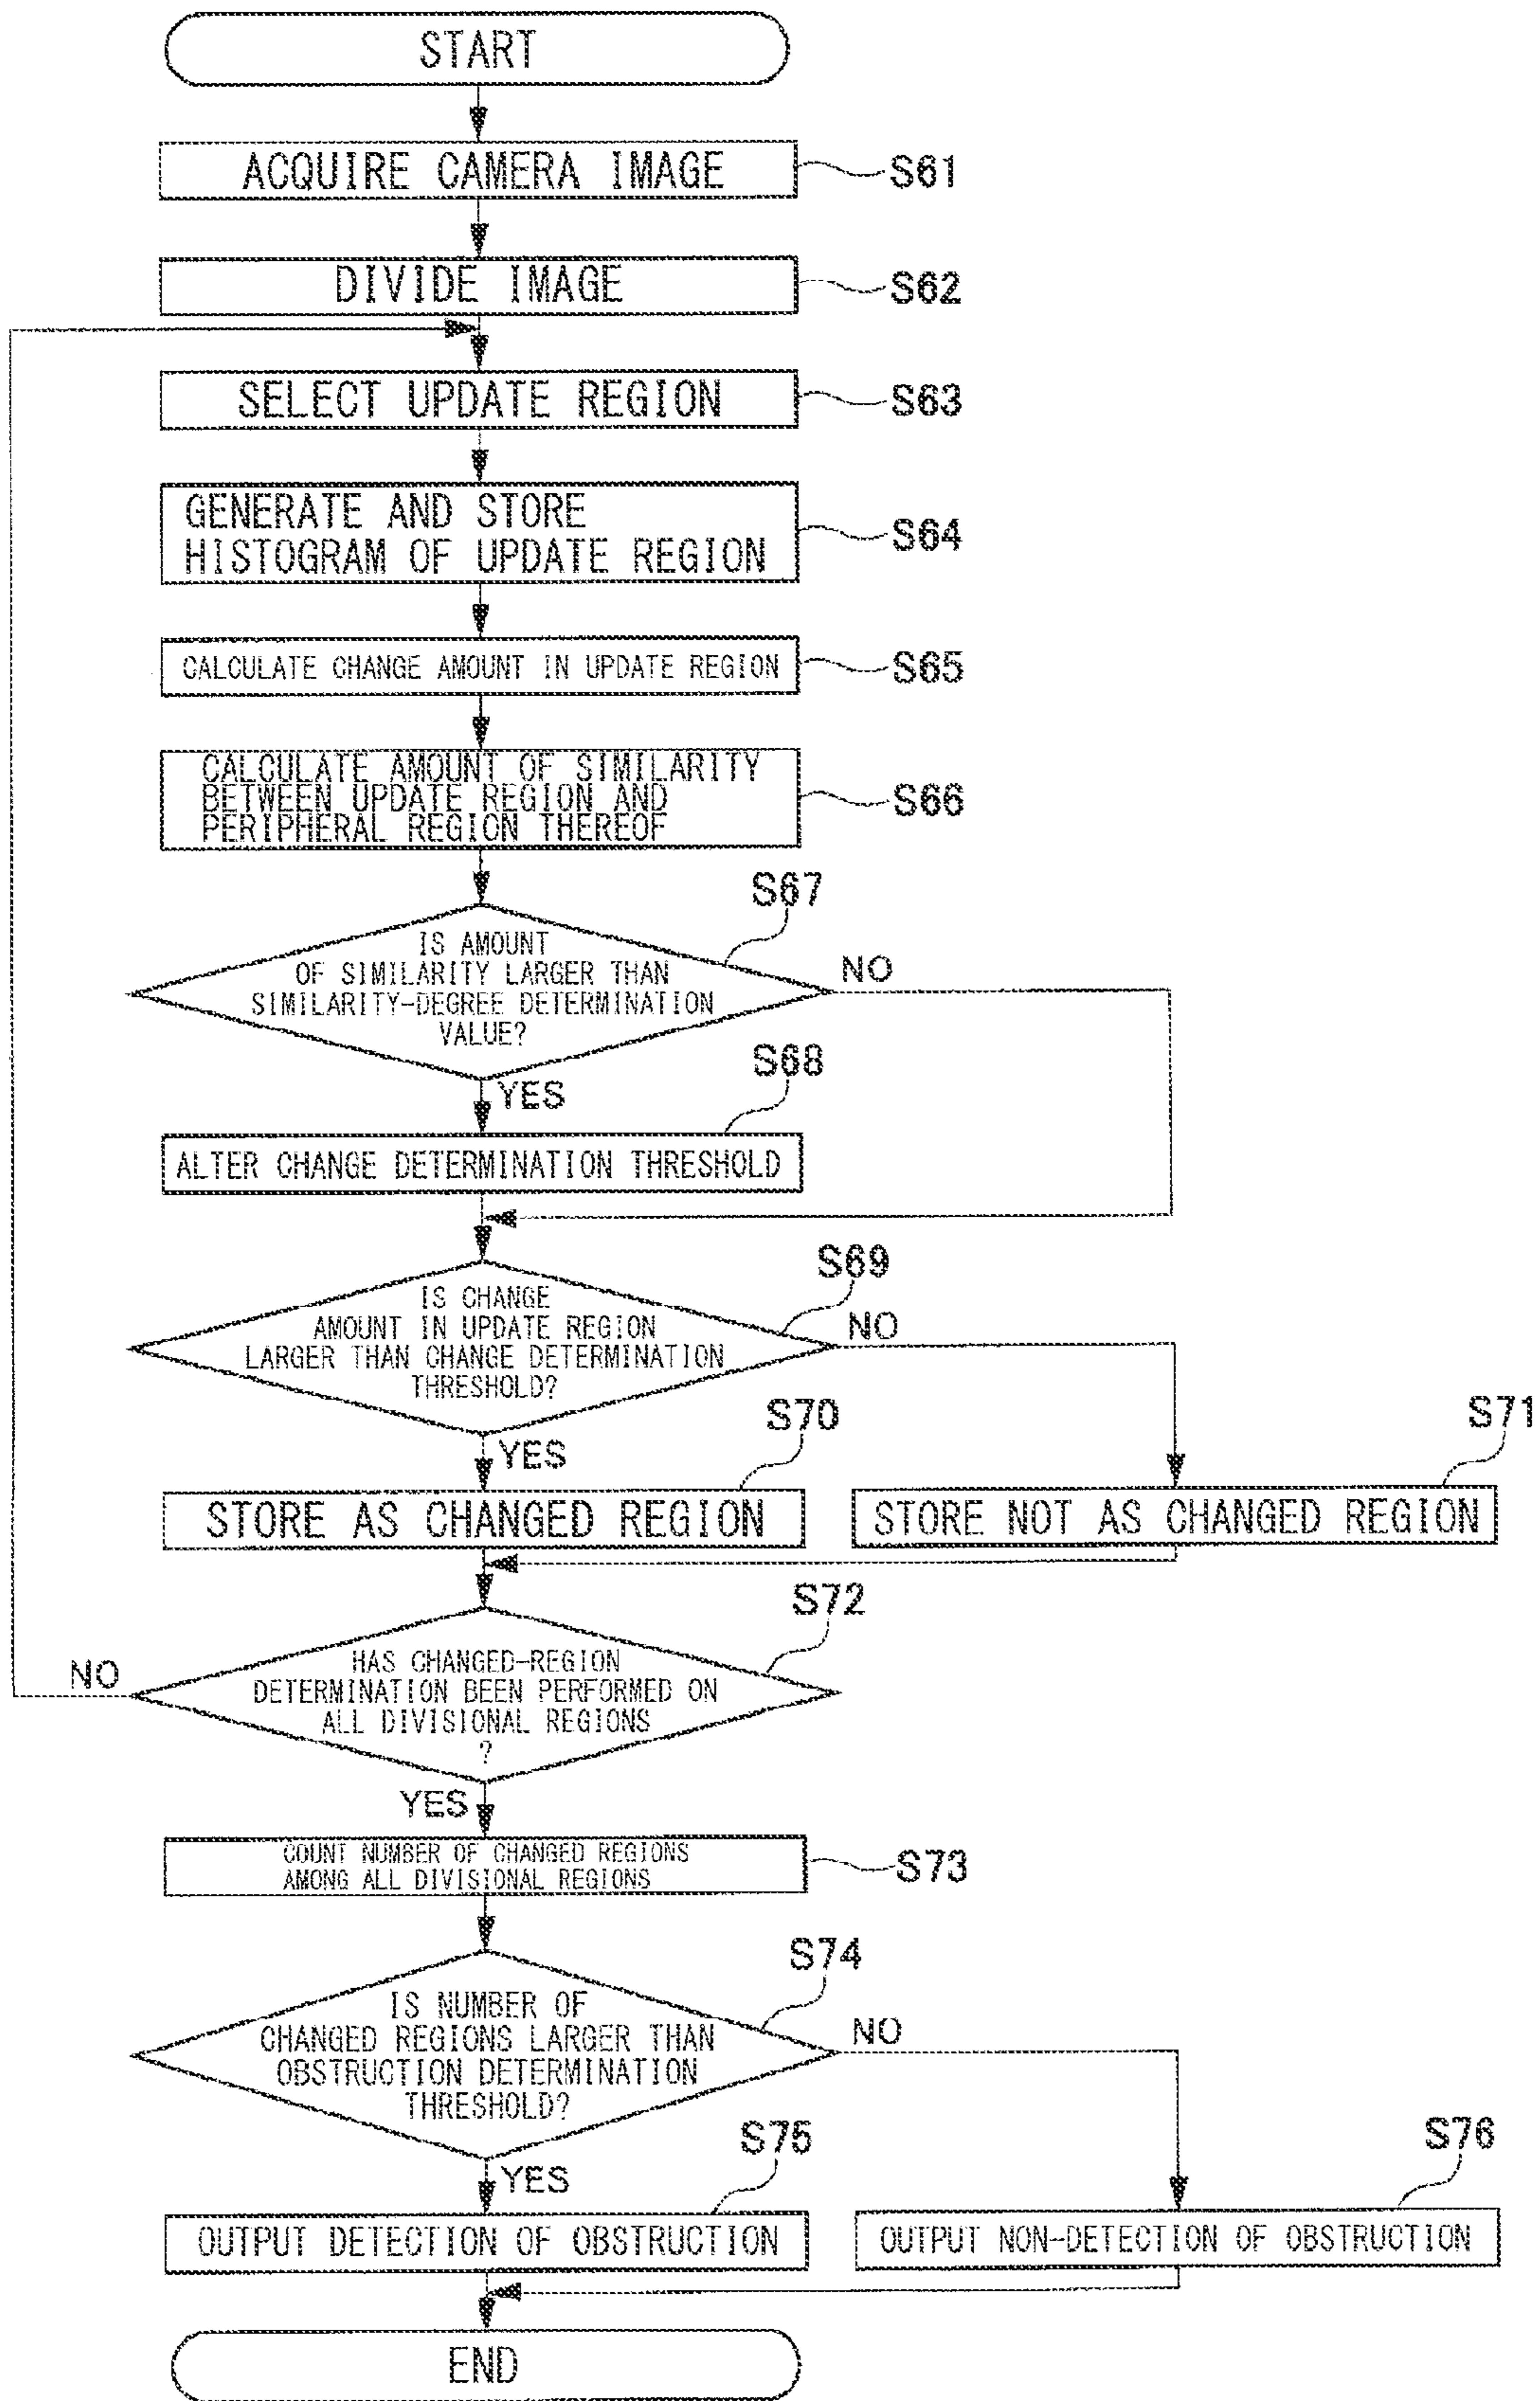 START
ACQUIRE CAMERA IMAGE
S61
DIVIDE IMAGE
S62
SELECT UPDATE REGION
S63
GENERATE AND STORE
HISTOGRAM OF UPDATE REGION
S64
CALCULATE CHANGE AMOUNT IN UPDATE REGION
S65
CALCULATE AMOUNT OF SIMILARITY
BETWEEN UPDATE REGION AND
PERIPHERAL REGION THEREOF
S66
S67
IS AMOUNT
OF SIMILARITY LARGER THAN
SIMILARITY-DEGREE DETERMINATION
VALUE?
NO
YES
S68
ALTER CHANGE DETERMINATION THRESHOLD
S69
IS CHANGE
AMOUNT IN UPDATE REGION
LARGER THAN CHANGE DETERMINATION
THRESHOLD?
NO
YES
S70
STORE AS CHANGED REGION
S71
STORE NOT AS CHANGED REGION
S72
HAS CHANGED-REGION
DETERMINATION BEEN PERFORMED ON
ALL DIVISIONAL REGIONS
?
NO
YES
COUNT NUMBER OF CHANGED REGIONS
AMONG ALL DIVISIONAL REGIONS
S73
S74
IS NUMBER OF
CHANGED REGIONS LARGER THAN
OBSTRUCTION DETERMINATION
THRESHOLD?
NO
YES
S75
OUTPUT DETECTION OF OBSTRUCTION
S76
OUTPUT NON-DETECTION OF OBSTRUCTION
END